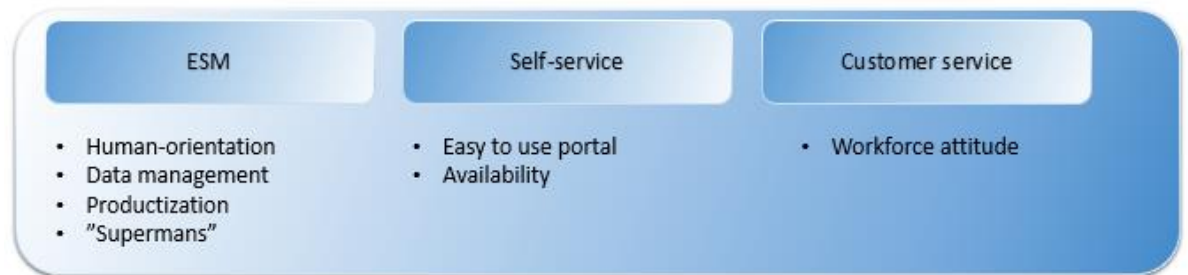 ESM
Self-service
Customer service
• Human-orientation
• Data management
• Productization
• ”Supermans”
• Easy to use portal
• Availability
• Workforce attitude